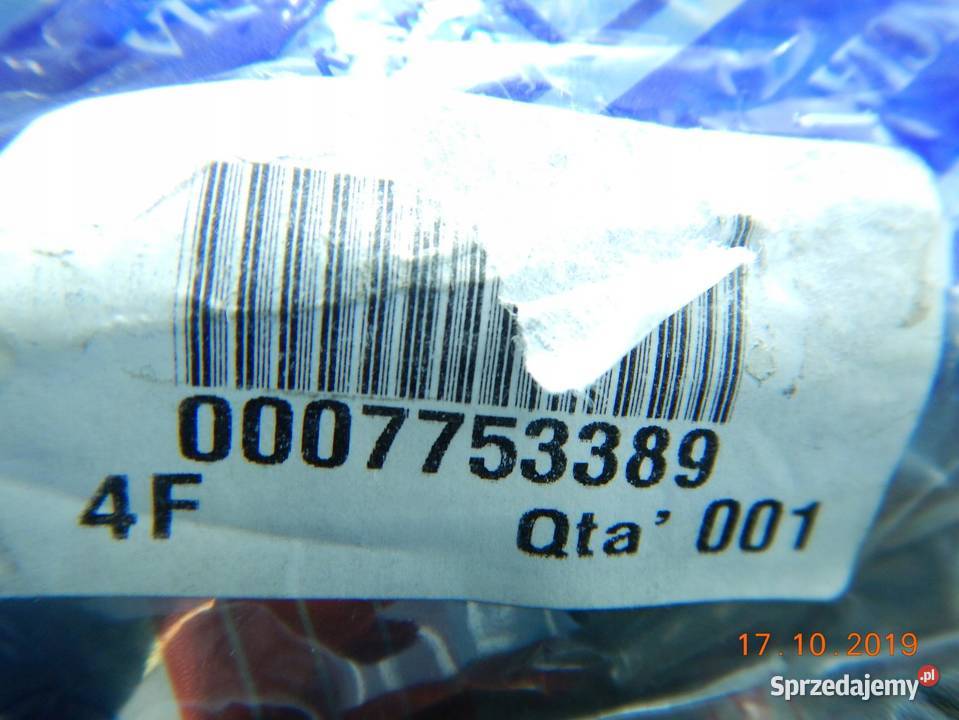 0007753389
4F Qta' 001
17.10.2019
Sprzedajemy.pl